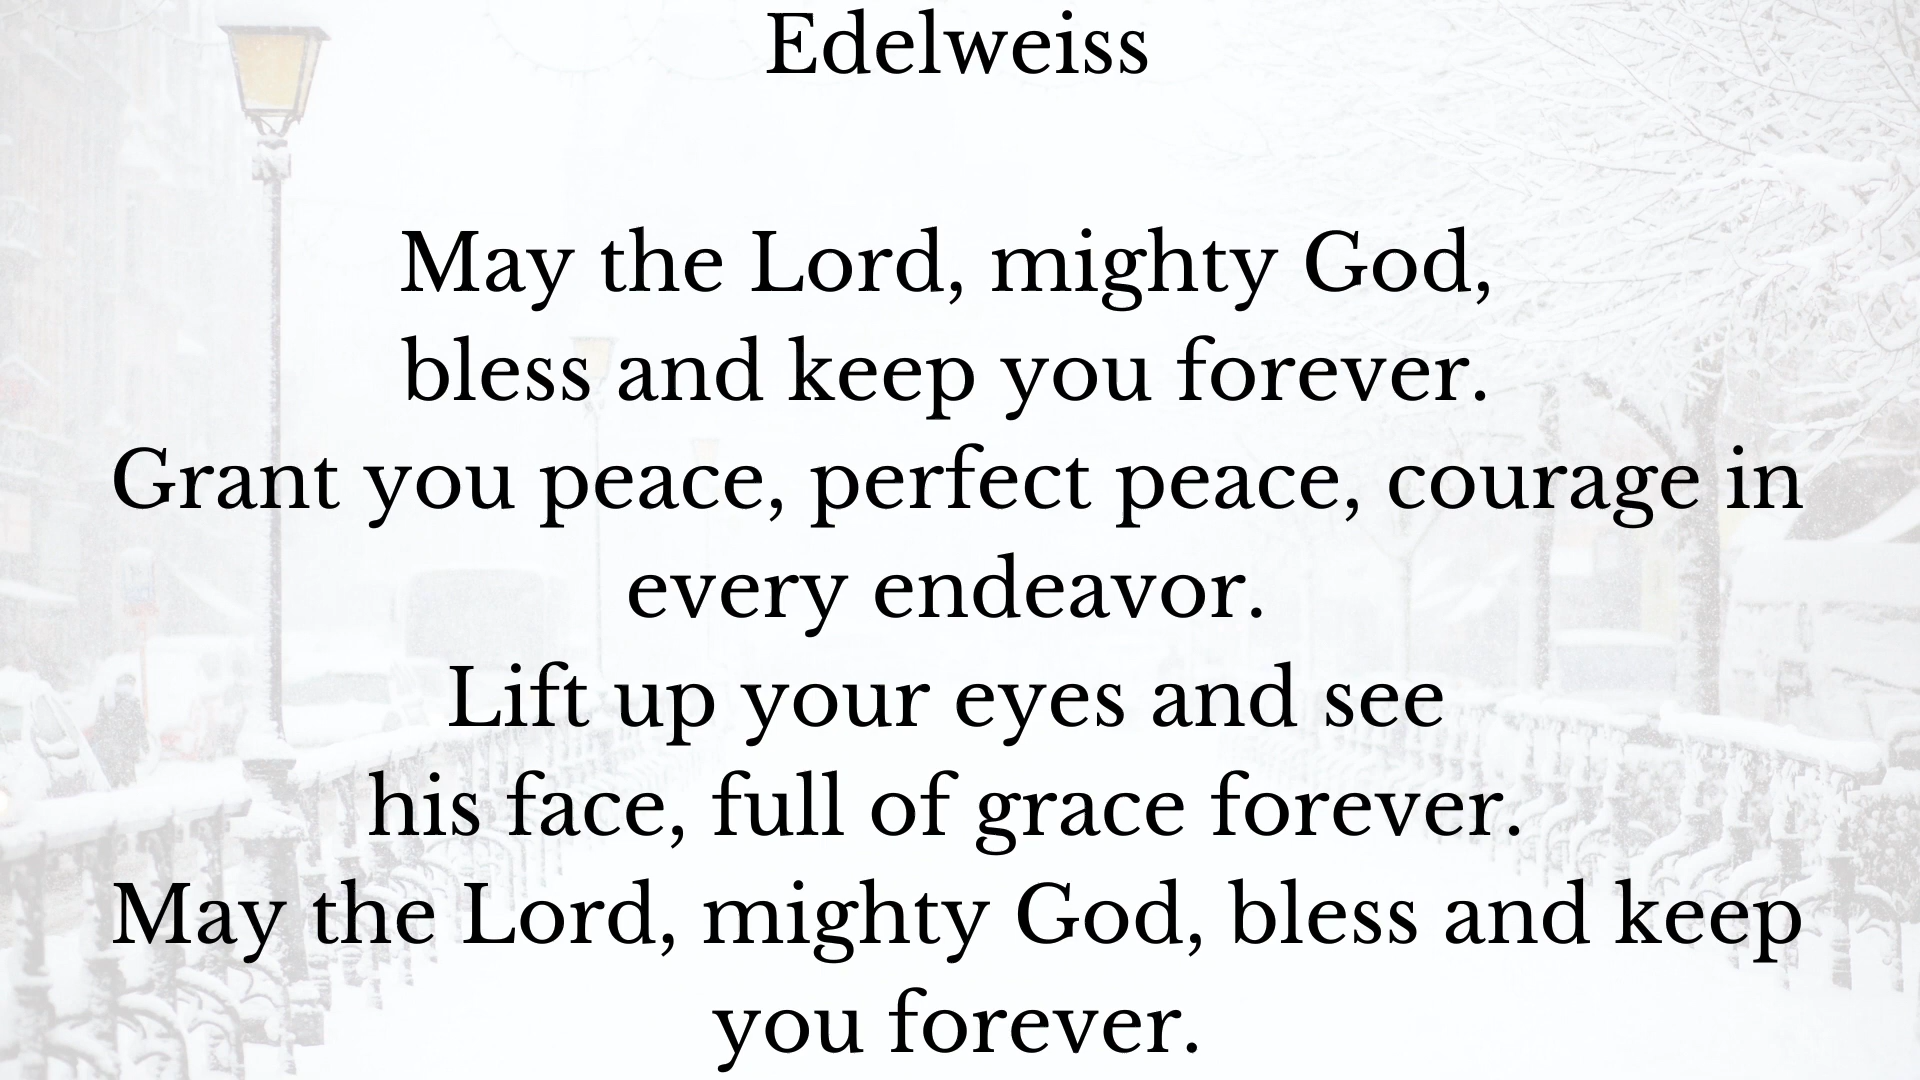 Edelweiss
May the Lord, mighty God,
bless and keep you forever.
Grant you peace, perfect peace, courage in
every endeavor.
Lift up your eyes and see
his face, full of grace forever.
May the Lord, mighty God, bless and keep
you forever.